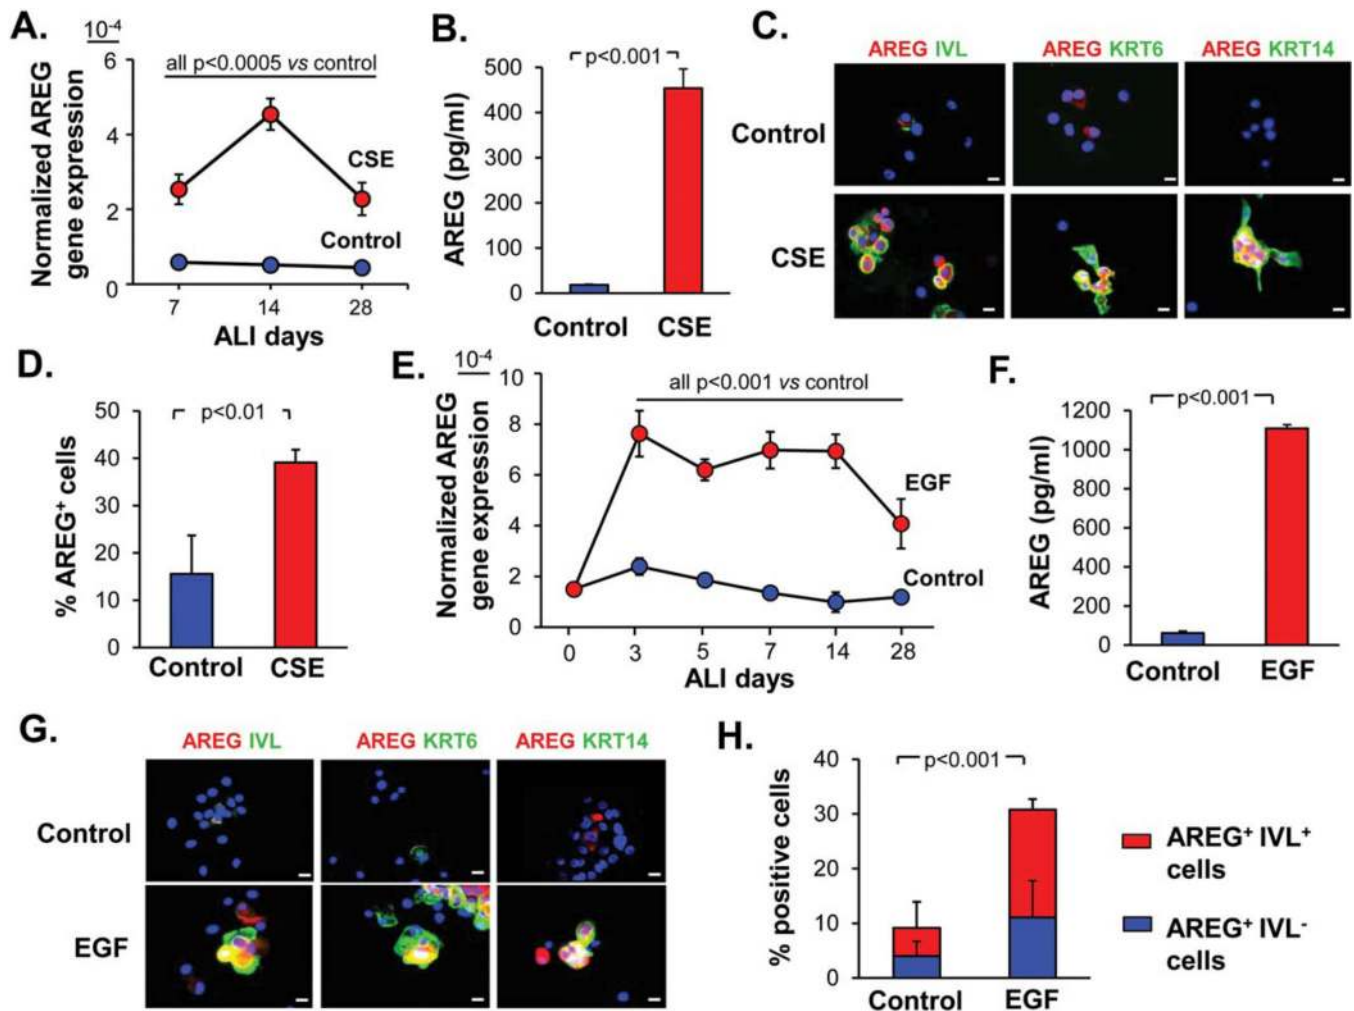 A.
10⁻⁴
Normalized AREG
gene expression
6
4
2
0
all p<0.0005 vs control
CSE
Control
7 14 28
ALI days
B.
AREG (pg/ml)
500
400
300
200
100
0
p<0.001
Control CSE
C.
AREG IVL
AREG KRT6
AREG KRT14
Control
CSE
D.
% AREG⁺ cells
50
40
30
20
10
0
p<0.01
Control CSE
E.
10⁻⁴
Normalized AREG
gene expression
10
8
6
4
2
0
all p<0.001 vs control
EGF
Control
0 3 5 7 14 28
ALI days
F.
AREG (pg/ml)
1200
1000
800
600
400
200
0
p<0.001
Control EGF
G.
AREG IVL
AREG KRT6
AREG KRT14
Control
EGF
H.
% positive cells
40
30
20
10
0
p<0.001
Control EGF
AREG⁺ IVL⁺
cells
AREG⁺ IVL⁻
cells